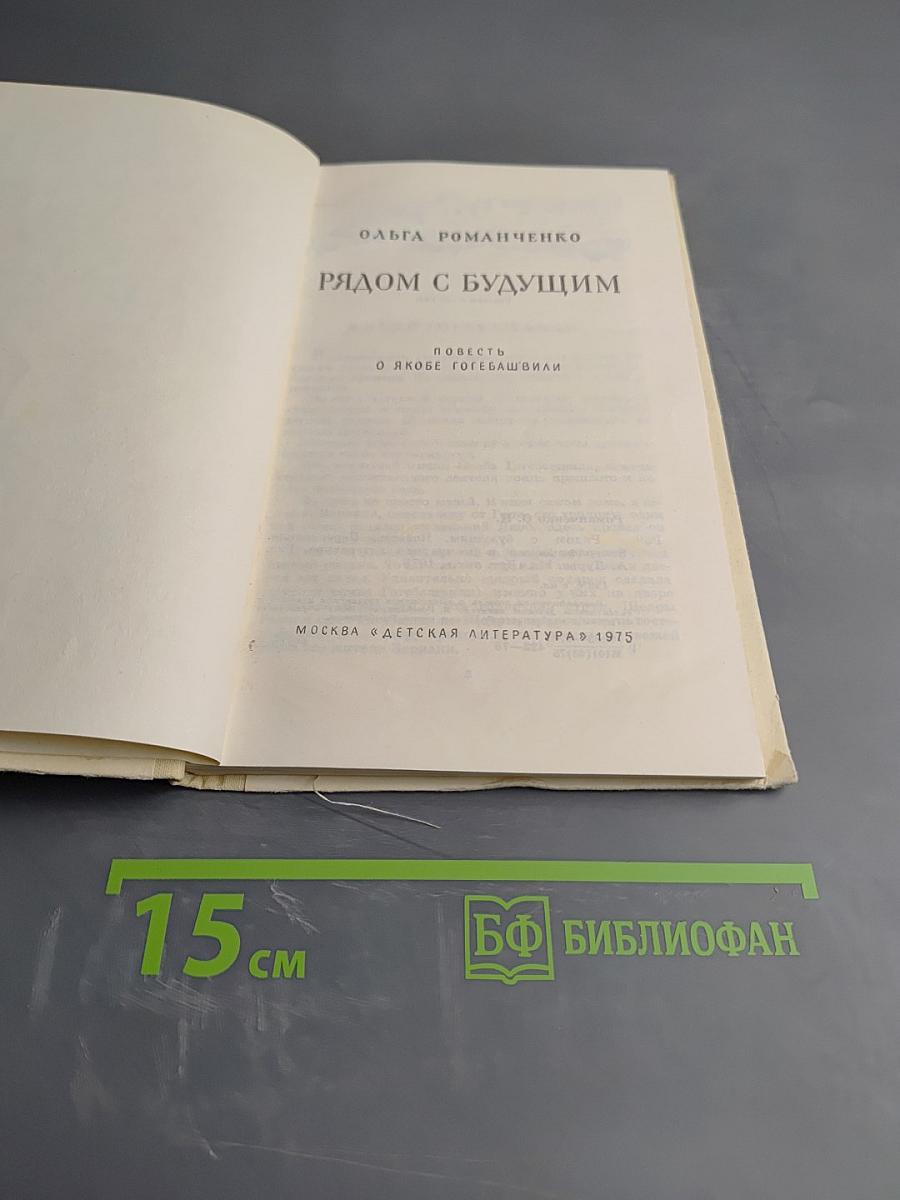 ОЛЬГА РОМАНЧЕНКО
РЯДОМ С БУДУЩИМ
ПОВЕСТЬ
О ЯКОБЕ ГОГЕБАШВИЛИ
МОСКВА «ДЕТСКАЯ ЛИТЕРАТУРА» 1975
15 см
БФ БИБЛИОФАН